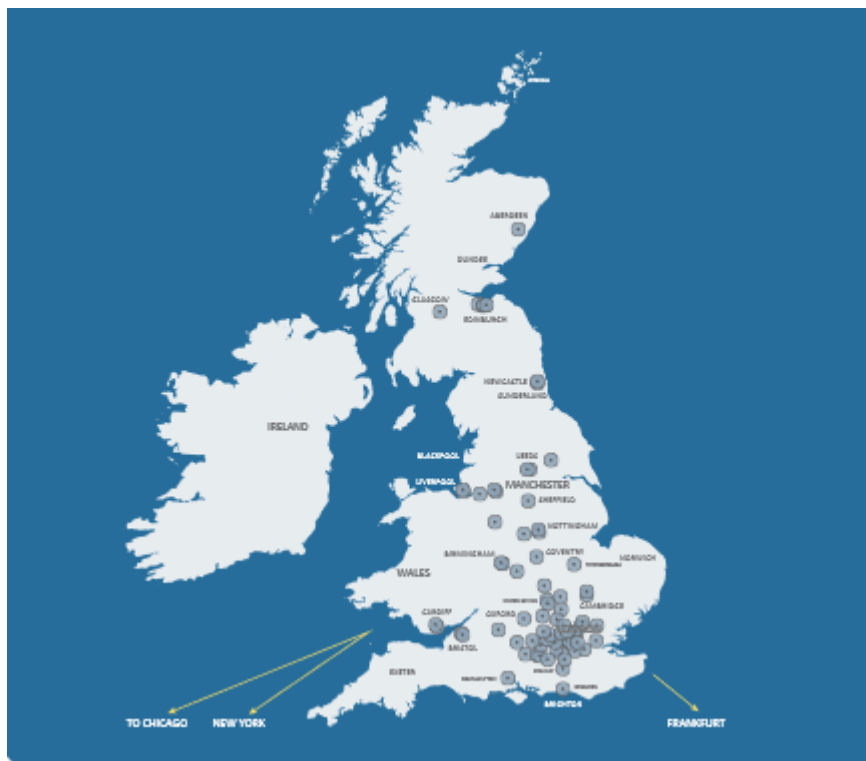 ABERDEEN
DUNDEE
GLASGOW
EDINBURGH
NEWCASTLE
SUNDERLAND
IRELAND
BLACKPOOL
LEEDS
LIVERPOOL
MANCHESTER
SHEFFIELD
NOTTINGHAM
BIRMINGHAM
COVENTRY
NORWICH
WALES
CAMBRIDGE
CARDIFF
OXFORD
BRISTOL
EXETER
BRIGHTON
TO CHICAGO
NEW YORK
FRANKFURT